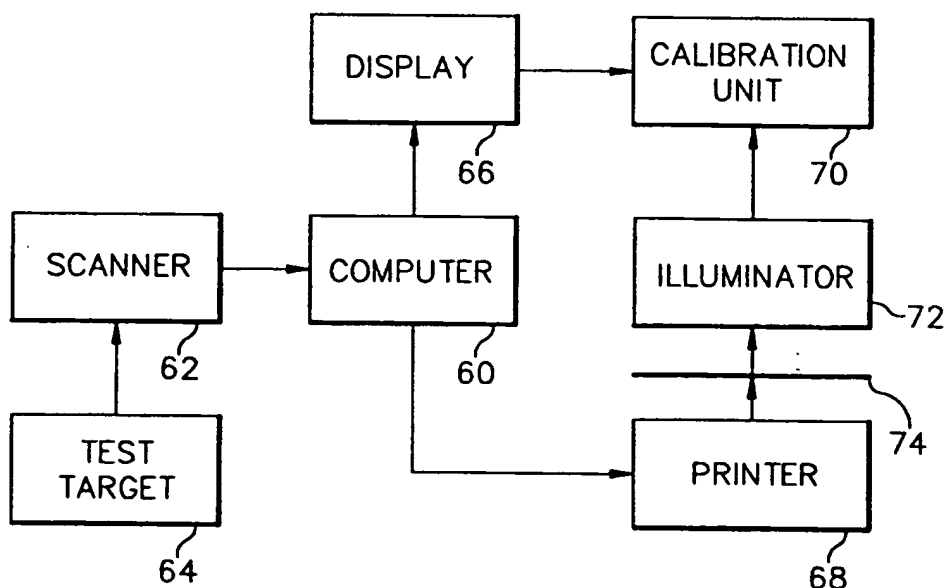 DISPLAY
66
CALIBRATION
UNIT
70
SCANNER
62
COMPUTER
60
ILLUMINATOR
72
74
TEST
TARGET
64
PRINTER
68